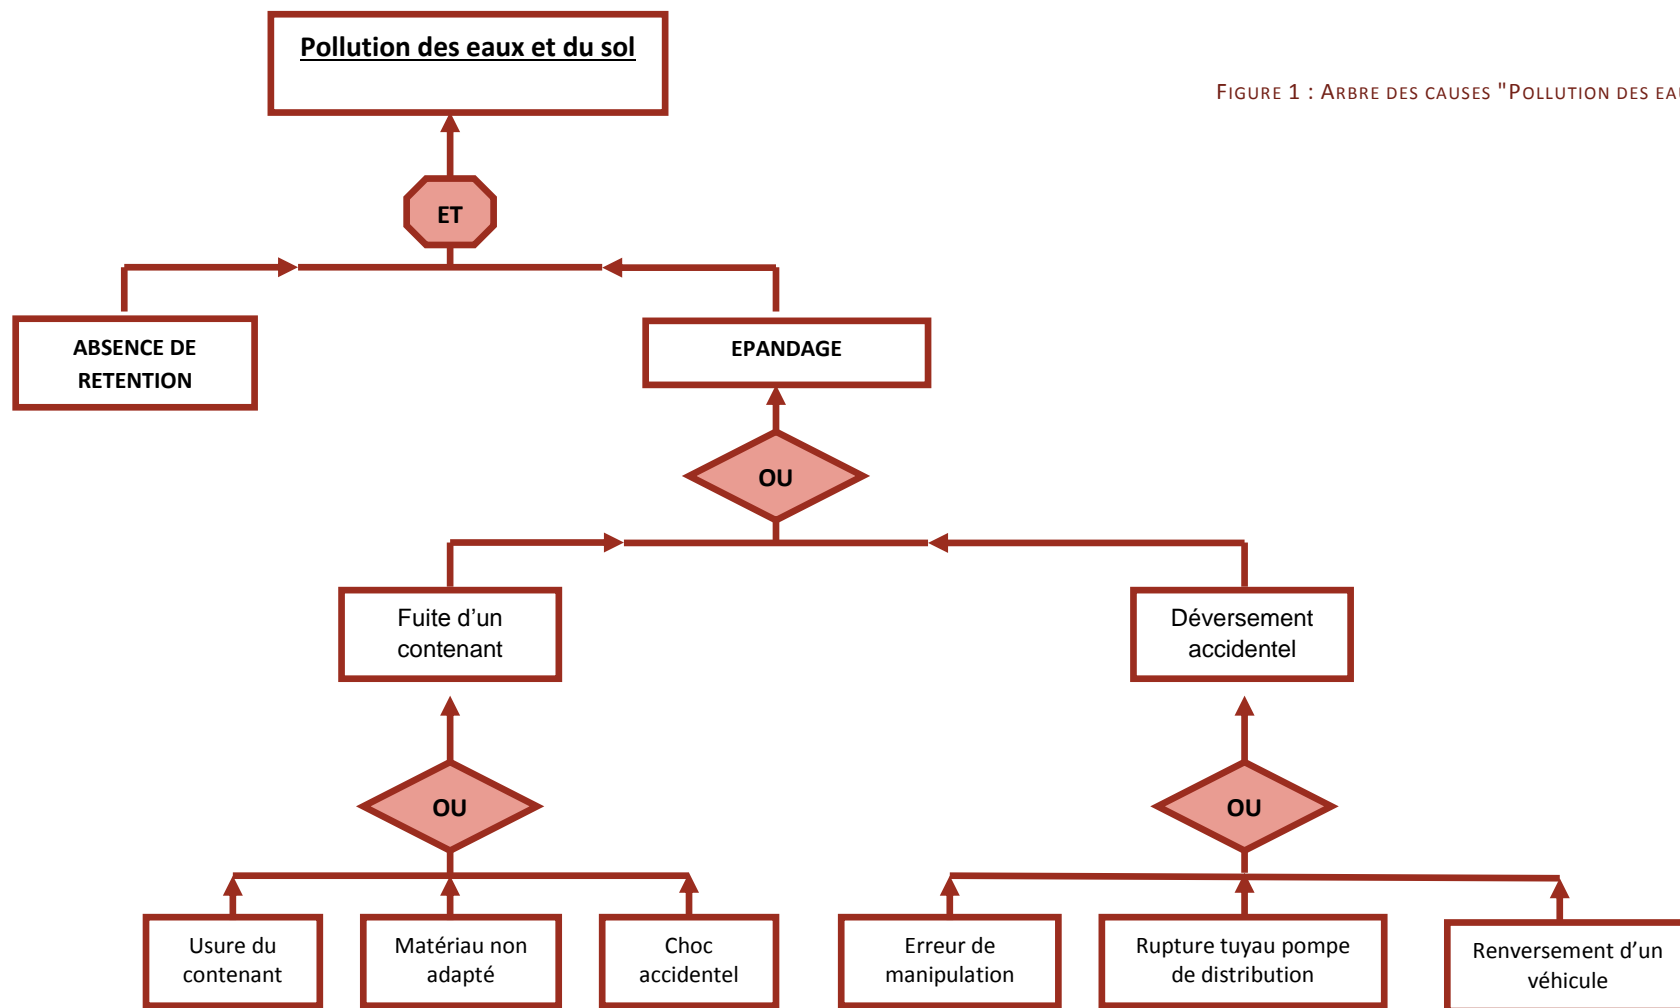 Pollution des eaux et du sol
FIGURE 1 : ARBRE DES CAUSES "POLLUTION DES
ET
ABSENCE DE
RETENTION
EPANDAGE
OU
Fuite d’un
contenant
Déversement
accidentel
OU
OU
Usure du
contenant
Matériau non
adapté
Choc
accidentel
Erreur de
manipulation
Rupture tuyau pompe
de distribution
Renversement d’un
véhicule